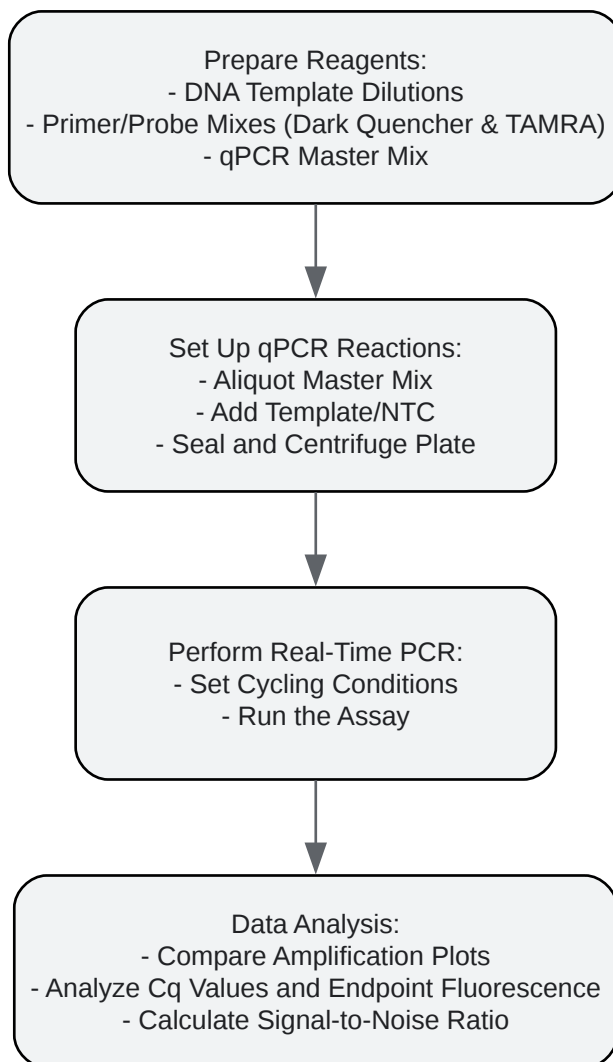 Prepare Reagents:
- DNA Template Dilutions
- Primer/Probe Mixes (Dark Quencher & TAMRA)
- qPCR Master Mix
Set Up qPCR Reactions:
- Aliquot Master Mix
- Add Template/NTC
- Seal and Centrifuge Plate
Perform Real-Time PCR:
- Set Cycling Conditions
- Run the Assay
Data Analysis:
- Compare Amplification Plots
- Analyze Cq Values and Endpoint Fluorescence
- Calculate Signal-to-Noise Ratio